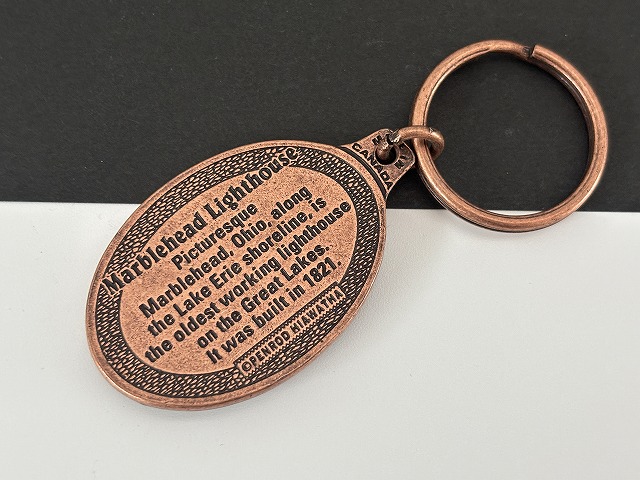 CANADA
Marblehead Lighthouse
Picturesque
Marblehead, Ohio, along
the Lake Erie shoreline, is
the oldest working lighthouse
on the Great Lakes.
It was built in 1821.
©PENROD HIAWATHA